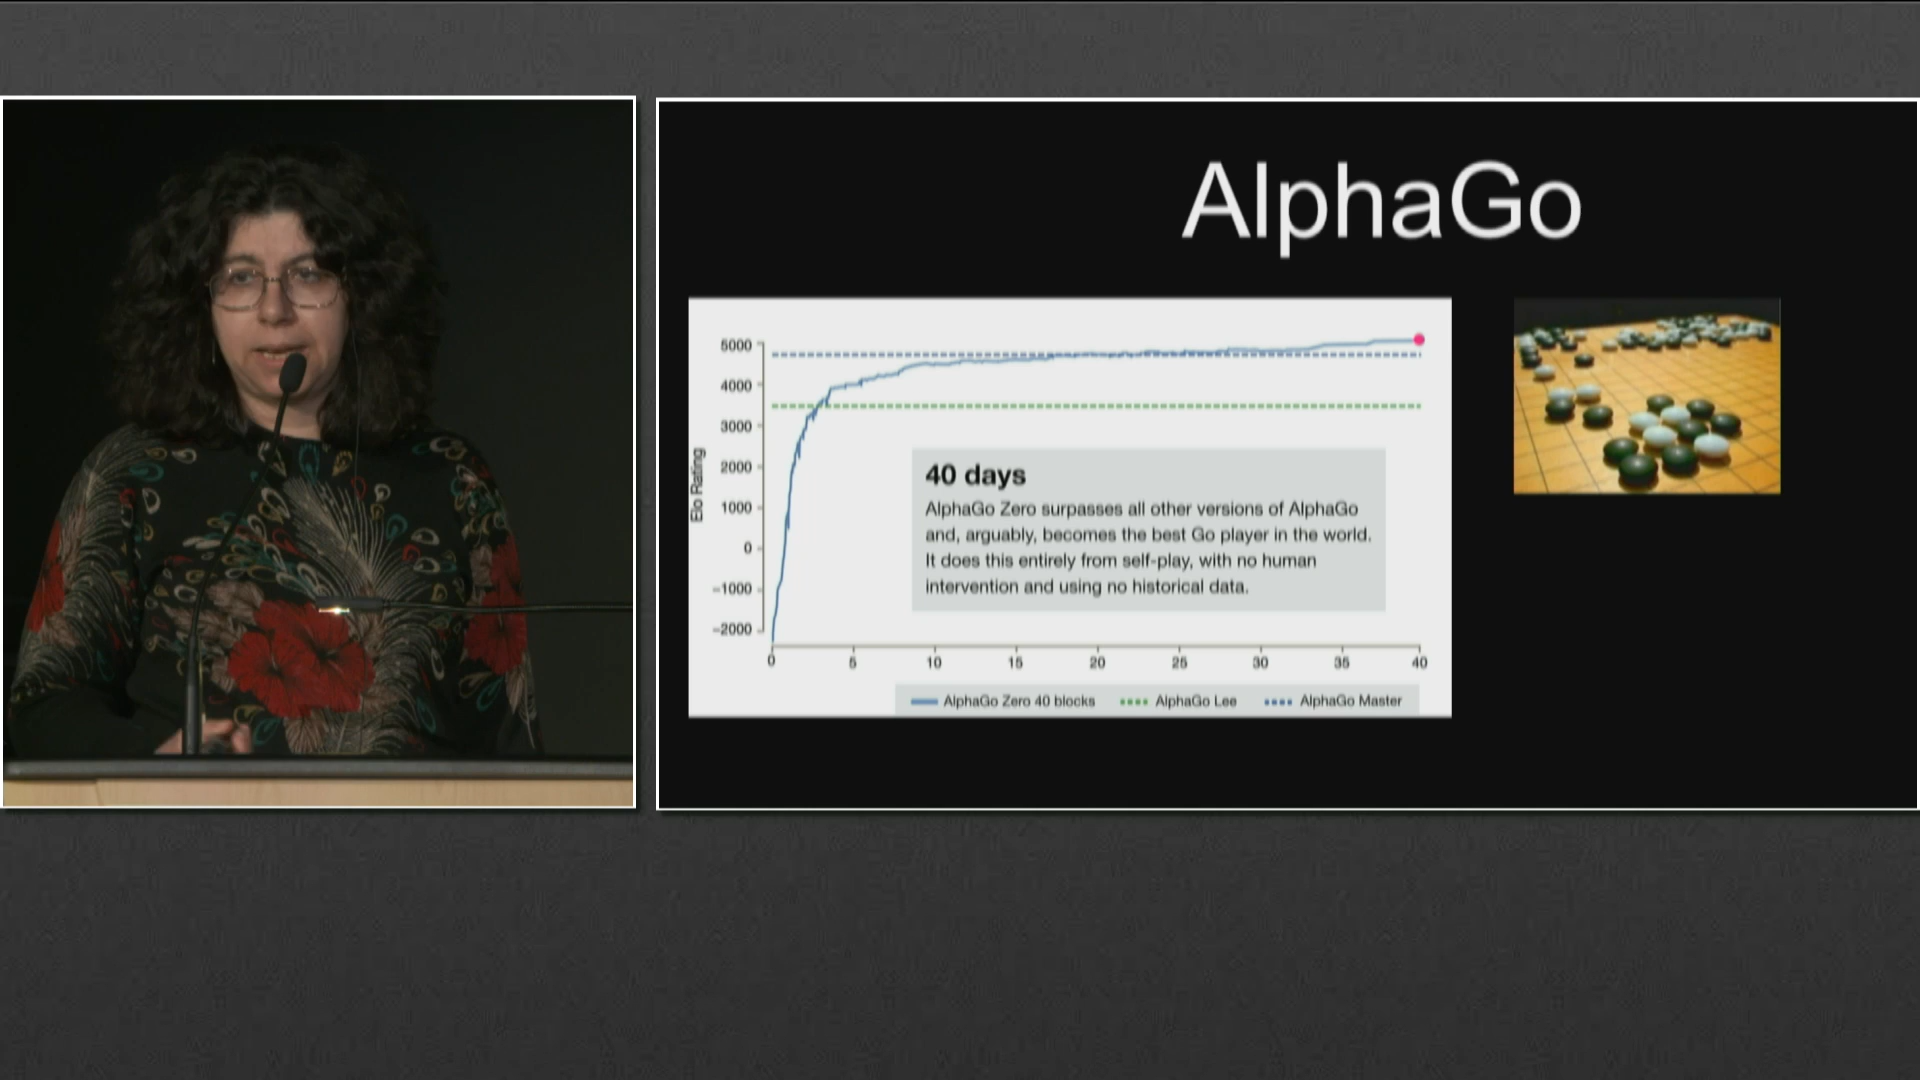 AlphaGo
5000
4000
3000
2000
1000
0
−1000
−2000
Elo Rating
40 days
AlphaGo Zero surpasses all other versions of AlphaGo
and, arguably, becomes the best Go player in the world.
It does this entirely from self-play, with no human
intervention and using no historical data.
0 5 10 15 20 25 30 35 40
AlphaGo Zero 40 blocks AlphaGo Lee AlphaGo Master